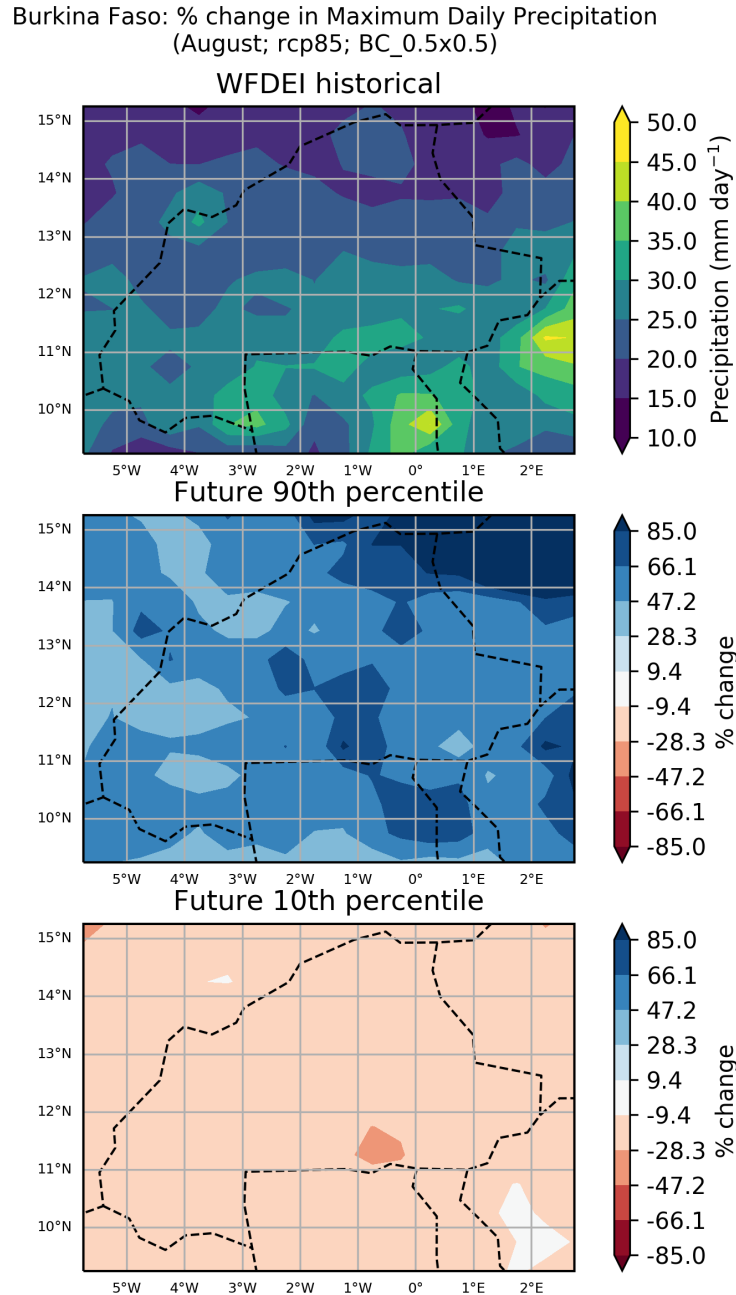 Burkina Faso: % change in Maximum Daily Precipitation
(August; rcp85; BC_0.5x0.5)
WFDEI historical
15°N
14°N
13°N
12°N
11°N
10°N
5°W 4°W 3°W 2°W 1°W 0° 1°E 2°E
50.0
45.0
40.0
35.0
30.0
25.0
20.0
15.0
10.0
Precipitation (mm day⁻¹)
Future 90th percentile
15°N
14°N
13°N
12°N
11°N
10°N
5°W 4°W 3°W 2°W 1°W 0° 1°E 2°E
85.0
66.1
47.2
28.3
9.4
-9.4
-28.3
-47.2
-66.1
-85.0
% change
Future 10th percentile
15°N
14°N
13°N
12°N
11°N
10°N
5°W 4°W 3°W 2°W 1°W 0° 1°E 2°E
85.0
66.1
47.2
28.3
9.4
-9.4
-28.3
-47.2
-66.1
-85.0
% change